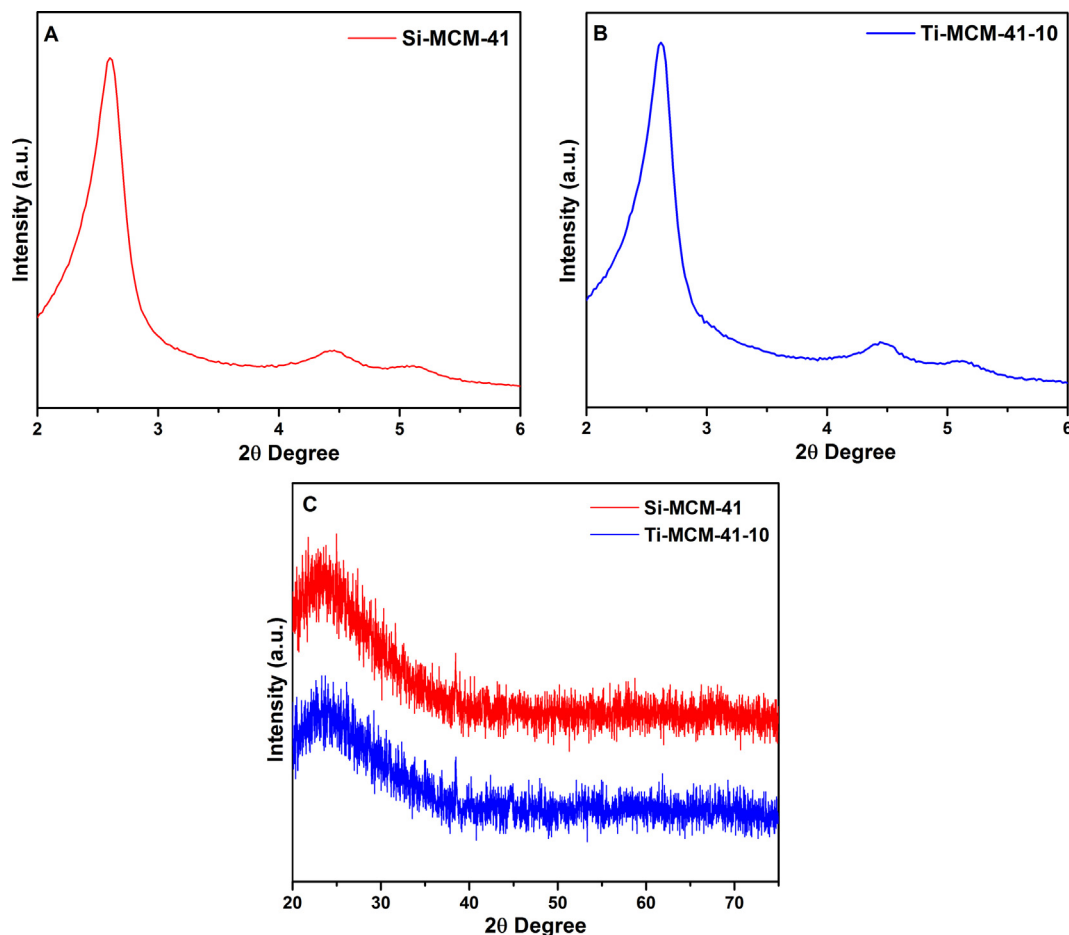 A
Si-MCM-41
Intensity (a.u.)
2 3 4 5 6
2θ Degree
B
Ti-MCM-41-10
Intensity (a.u.)
2 3 4 5 6
2θ Degree
C
Si-MCM-41
Ti-MCM-41-10
Intensity (a.u.)
20 30 40 50 60 70
2θ Degree